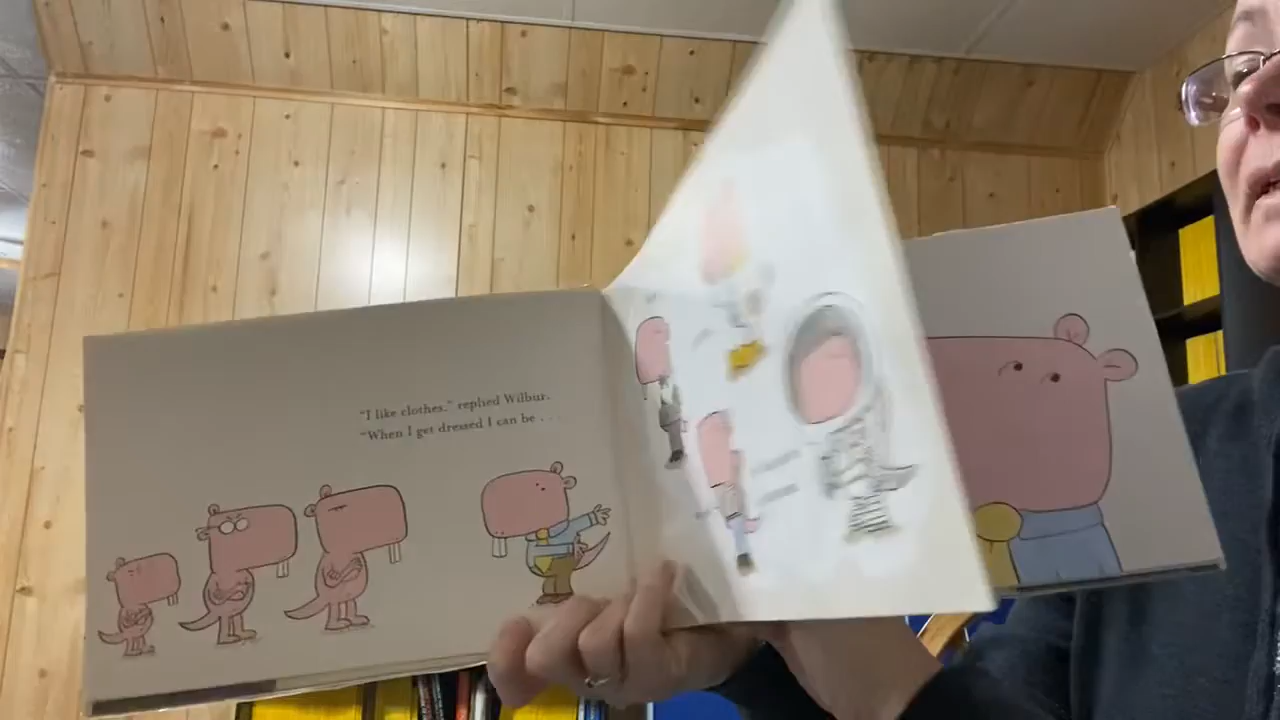 "I like clothes," replied Wilbur.
"When I get dressed I can be . . .